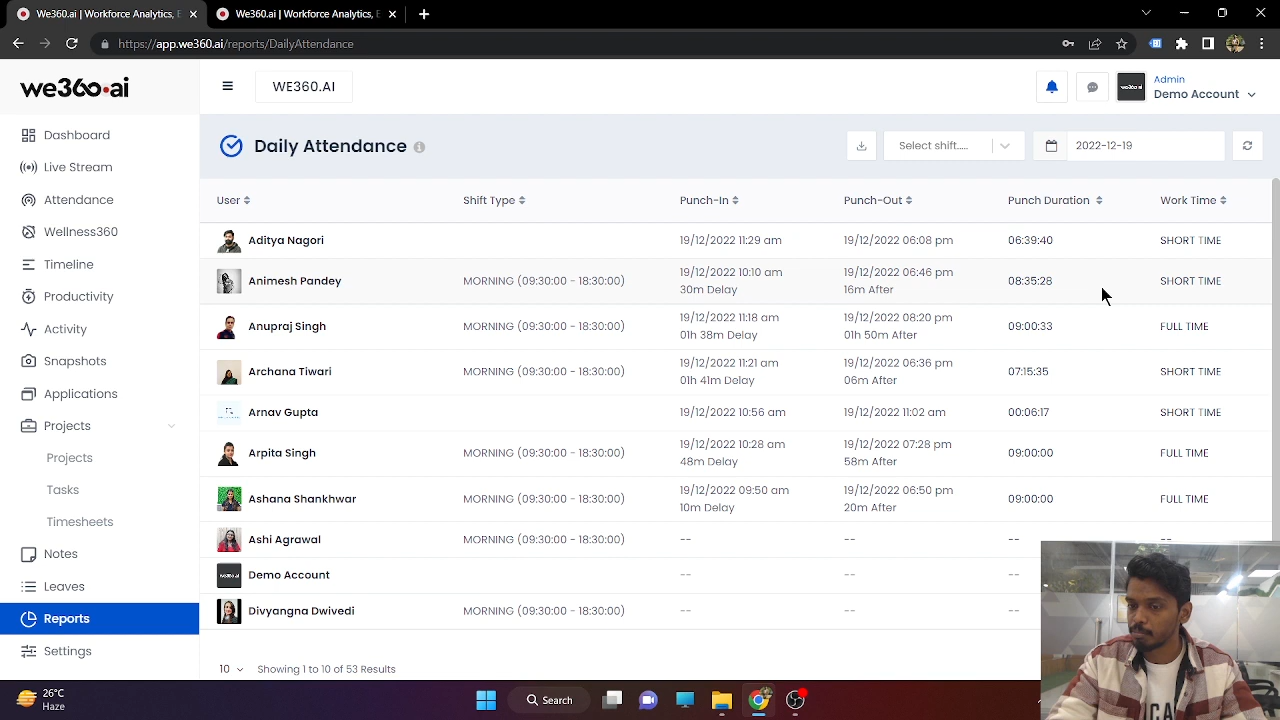 We360.ai | Workforce Analytics, E
We360.ai | Workforce Analytics, E
https://app.we360.ai/reports/DailyAttendance
we360.ai
WE360.AI
Admin
Demo Account
Dashboard
Live Stream
Attendance
Wellness360
Timeline
Productivity
Activity
Snapshots
Applications
Projects
Projects
Tasks
Timesheets
Notes
Leaves
Reports
Settings
Daily Attendance
Select shift.....
2022-12-19
User Shift Type Punch-In Punch-Out Punch Duration Work Time
Aditya Nagori 19/12/2022 11:29 am 19/12/2022 06:08 pm 06:39:40 SHORT TIME
Animesh Pandey MORNING (09:30:00 - 18:30:00) 19/12/2022 10:10 am 19/12/2022 06:46 pm 08:35:28 SHORT TIME
30m Delay 16m After
Anupraj Singh MORNING (09:30:00 - 18:30:00) 19/12/2022 11:18 am 19/12/2022 08:20 pm 09:00:33 FULL TIME
01h 38m Delay 01h 50m After
Archana Tiwari MORNING (09:30:00 - 18:30:00) 19/12/2022 11:21 am 19/12/2022 06:36 pm 07:15:35 SHORT TIME
01h 41m Delay 06m After
Arnav Gupta 19/12/2022 10:56 am 19/12/2022 11:02 am 00:06:17 SHORT TIME
Arpita Singh MORNING (09:30:00 - 18:30:00) 19/12/2022 10:28 am 19/12/2022 07:28 pm 09:00:00 FULL TIME
48m Delay 58m After
Ashana Shankhwar MORNING (09:30:00 - 18:30:00) 19/12/2022 09:50 am 19/12/2022 06:50 pm 09:00:00 FULL TIME
10m Delay 20m After
Ashi Agrawal MORNING (09:30:00 - 18:30:00) -- -- -- --
Demo Account -- -- --
Divyangna Dwivedi MORNING (09:30:00 - 18:30:00) -- -- --
10 Showing 1 to 10 of 53 Results
26°C
Haze
Search